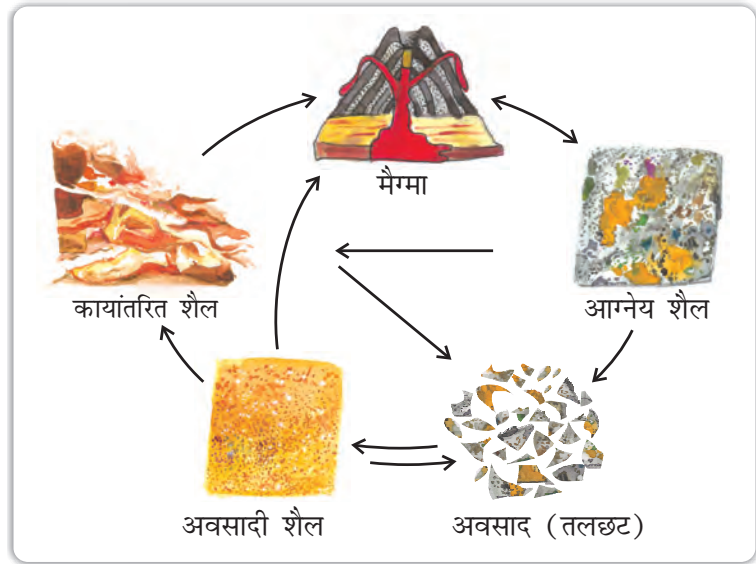 मैग्मा
कायांतरित शैल
आग्नेय शैल
अवसादी शैल
अवसाद (तलछट)